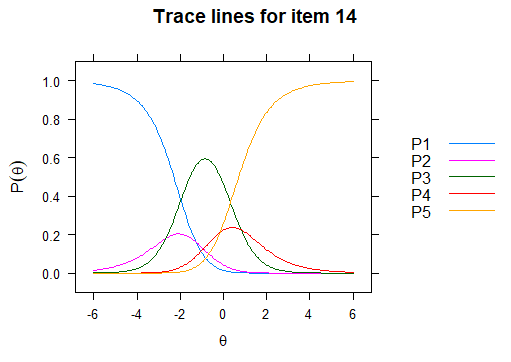 Trace lines for item 14
1.0
0.8
0.6
0.4
0.2
0.0
P(θ)
-6 -4 -2 0 2 4 6
θ
P1
P2
P3
P4
P5